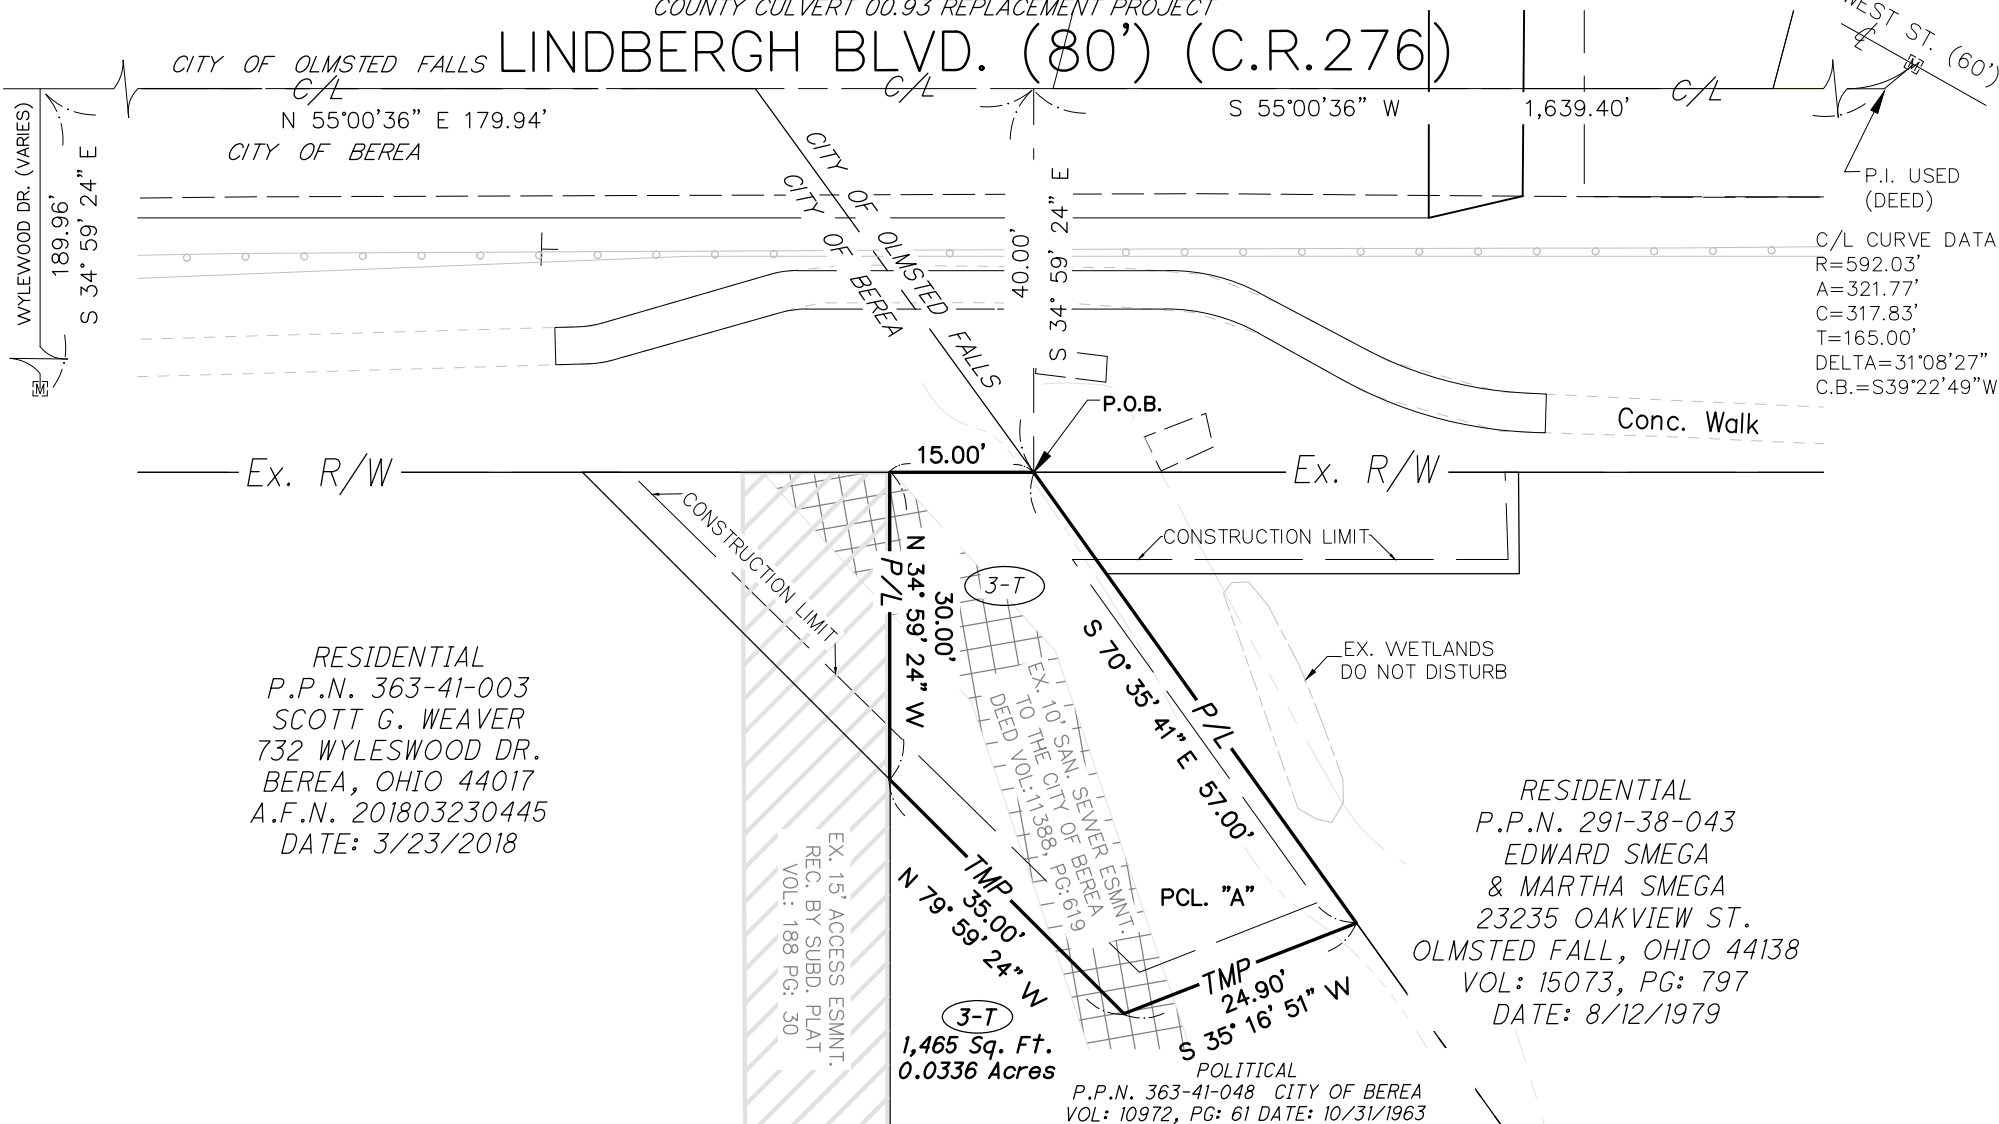 COUNTY CULVERT 00.93 REPLACEMENT PROJECT
LINDBERGH BLVD. (80') (C.R.276)
CITY OF OLMSTED FALLS
C/L
N 55°00'36" E 179.94'
CITY OF BEREA
C/L
S 55°00'36" W 1,639.40'
C/L
WEST ST. (60')
M
P.I. USED
(DEED)
WYLEWOOD DR. (VARIES)
189.96'
S 34° 59' 24" E
M
CITY OF OLMSTED FALLS
CITY OF BEREA
40.00'
S 34° 59' 24" E
C/L CURVE DATA
R=592.03'
A=321.77'
C=317.83'
T=165.00'
DELTA=31°08'27"
C.B.=S39°22'49"W
P.O.B.
Conc. Walk
15.00'
Ex. R/W
Ex. R/W
CONSTRUCTION LIMIT
CONSTRUCTION LIMIT
P/L
N 34° 59' 24" W
30.00'
3-T
S 70° 35' 41" E 57.00'
P/L
EX. WETLANDS
DO NOT DISTURB
EX. 10' SAN. SEWER ESMNT.
TO THE CITY OF BEREA
DEED VOL:11388, PG:619
RESIDENTIAL
P.P.N. 363-41-003
SCOTT G. WEAVER
732 WYLESWOOD DR.
BEREA, OHIO 44017
A.F.N. 201803230445
DATE: 3/23/2018
EX. 15' ACCESS ESMNT.
REC. BY SUBD. PLAT
VOL: 188 PG: 30
TMP
35.00'
N 79° 59' 24" W
PCL. "A"
TMP
24.90'
S 35° 16' 51" W
3-T
1,465 Sq. Ft.
0.0336 Acres
RESIDENTIAL
P.P.N. 291-38-043
EDWARD SMEGA
& MARTHA SMEGA
23235 OAKVIEW ST.
OLMSTED FALL, OHIO 44138
VOL: 15073, PG: 797
DATE: 8/12/1979
POLITICAL
P.P.N. 363-41-048 CITY OF BEREA
VOL: 10972, PG: 61 DATE: 10/31/1963